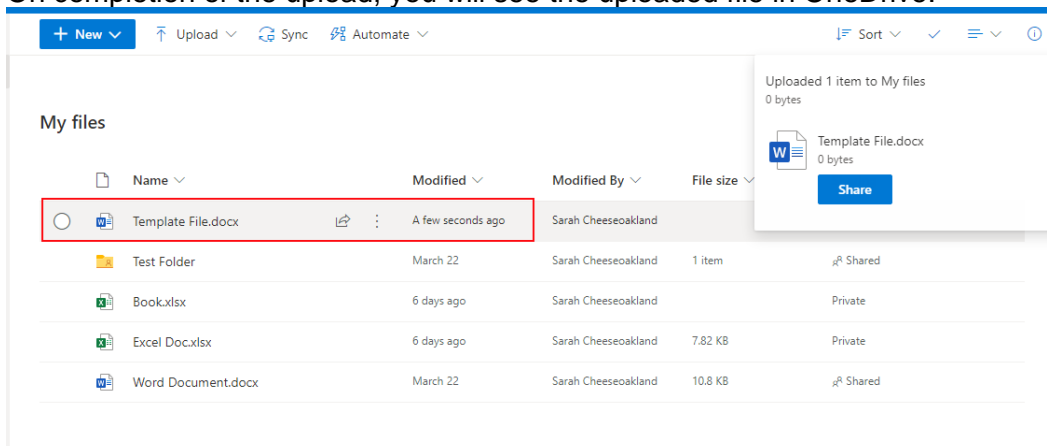 On completion of the upload, you will see the uploaded file in OneDrive.
+ New Upload Sync Automate Sort
Uploaded 1 item to My files
0 bytes
My files
Template File.docx
0 bytes
Share
Name Modified Modified By File size
Template File.docx A few seconds ago Sarah Cheeseoakland
Test Folder March 22 Sarah Cheeseoakland 1 item Shared
Book.xlsx 6 days ago Sarah Cheeseoakland Private
Excel Doc.xlsx 6 days ago Sarah Cheeseoakland 7.82 KB Private
Word Document.docx March 22 Sarah Cheeseoakland 10.8 KB Shared